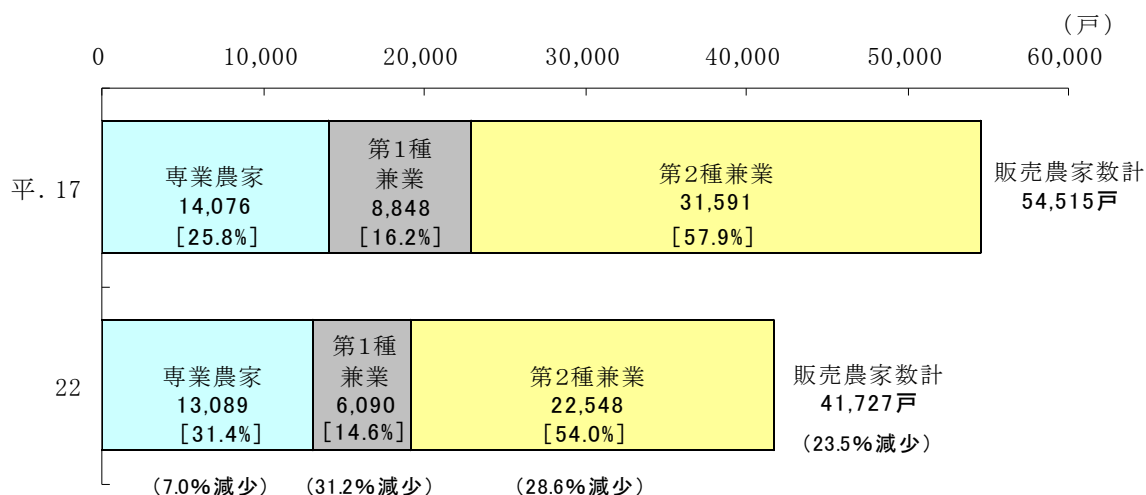 (戸)
0 10,000 20,000 30,000 40,000 50,000 60,000
平. 17
専業農家
14,076
[25.8%]
第1種
兼業
8,848
[16.2%]
第2種兼業
31,591
[57.9%]
販売農家数計
54,515戸
22
専業農家
13,089
[31.4%]
第1種
兼業
6,090
[14.6%]
第2種兼業
22,548
[54.0%]
販売農家数計
41,727戸
(23.5%減少)
(7.0%減少) (31.2%減少) (28.6%減少)